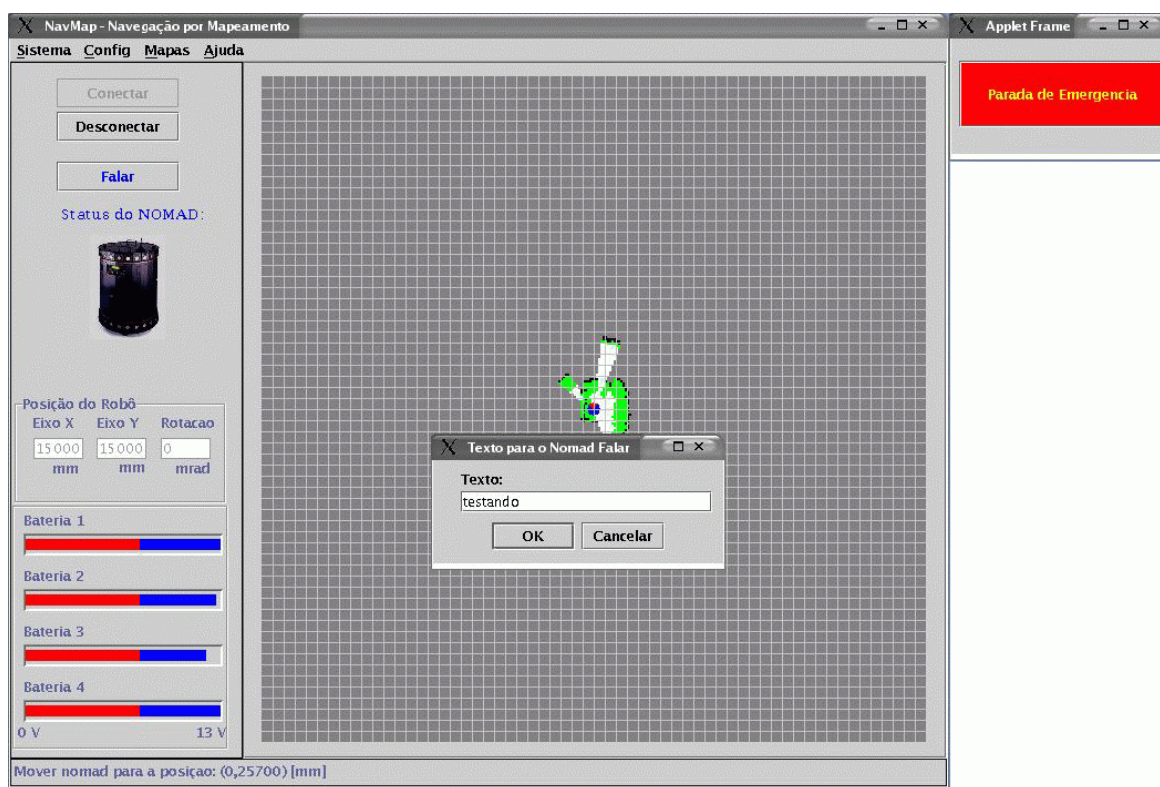 NavMap - Navegação por Mapeamento
Applet Frame
Sistema Config Mapas Ajuda
Parada de Emergencia
Conectar
Desconectar
Falar
Status do NOMAD:
Posição do Robô
Eixo X Eixo Y Rotacao
15000 15000 0
mm mm mrad
Texto para o Nomad Falar
Texto:
testando
OK Cancelar
Bateria 1
Bateria 2
Bateria 3
Bateria 4
0 V 13 V
Mover nomad para a posiçao: (0,25700) [mm]